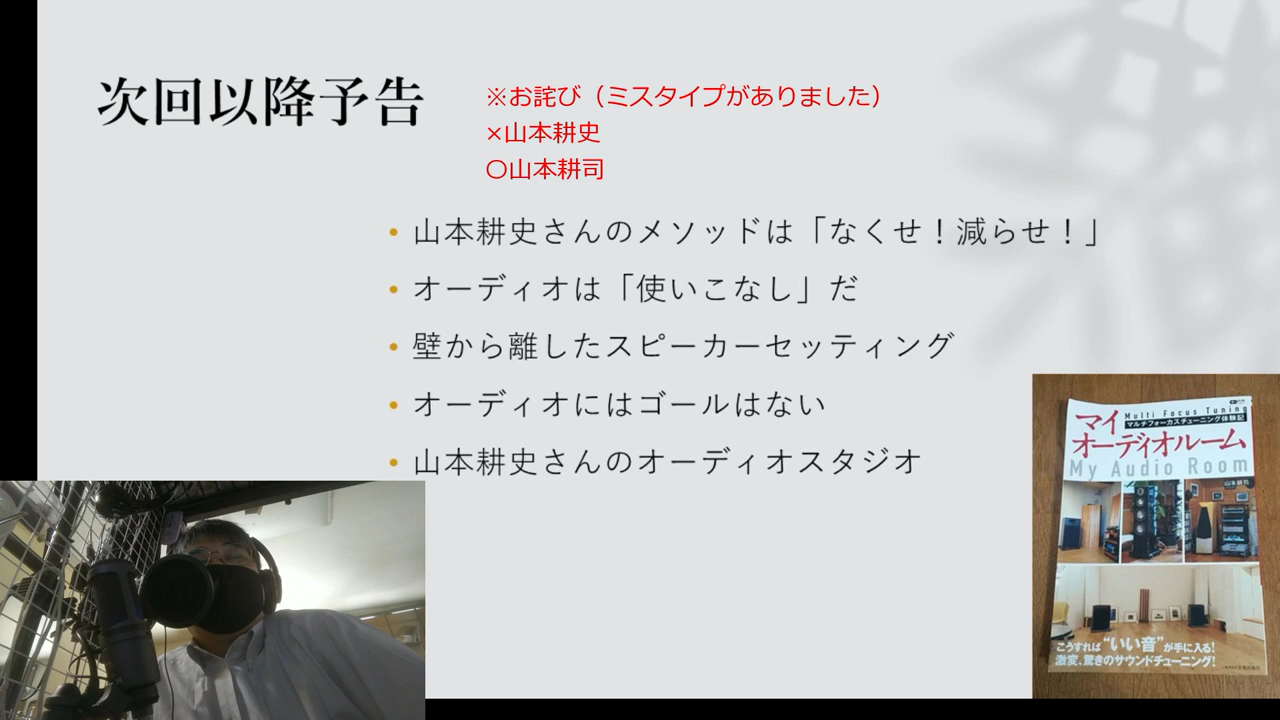 次回以降予告
※お詫び（ミスタイプがありました）
×山本耕史
〇山本耕司
• 山本耕史さんのメソッドは「なくせ！減らせ！」
• オーディオは「使いこなし」だ
• 壁から離したスピーカーセッティング
• オーディオにはゴールはない
• 山本耕史さんのオーディオスタジオ
マイ
Multi Focus Tuning
マルチフォーカスチューニング体験記
オーディオルーム
My Audio Room
山本耕司
こうすれば“いい音”が手に入る!
激変、驚きのサウンドチューニング!